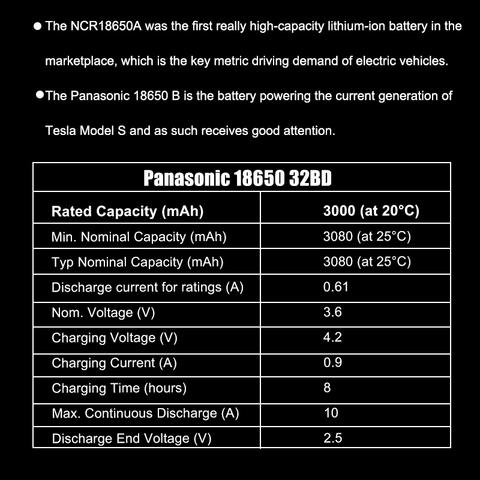 ● The NCR18650A was the first really high-capacity lithium-ion battery in the
marketplace, which is the key metric driving demand of electric vehicles.
●The Panasonic 18650 B is the battery powering the current generation of
Tesla Model S and as such receives good attention.
Panasonic 18650 32BD
Rated Capacity (mAh) 3000 (at 20°C)
Min. Nominal Capacity (mAh) 3080 (at 25°C)
Typ Nominal Capacity (mAh) 3080 (at 25°C)
Discharge current for ratings (A) 0.61
Nom. Voltage (V) 3.6
Charging Voltage (V) 4.2
Charging Current (A) 0.9
Charging Time (hours) 8
Max. Continuous Discharge (A) 10
Discharge End Voltage (V) 2.5